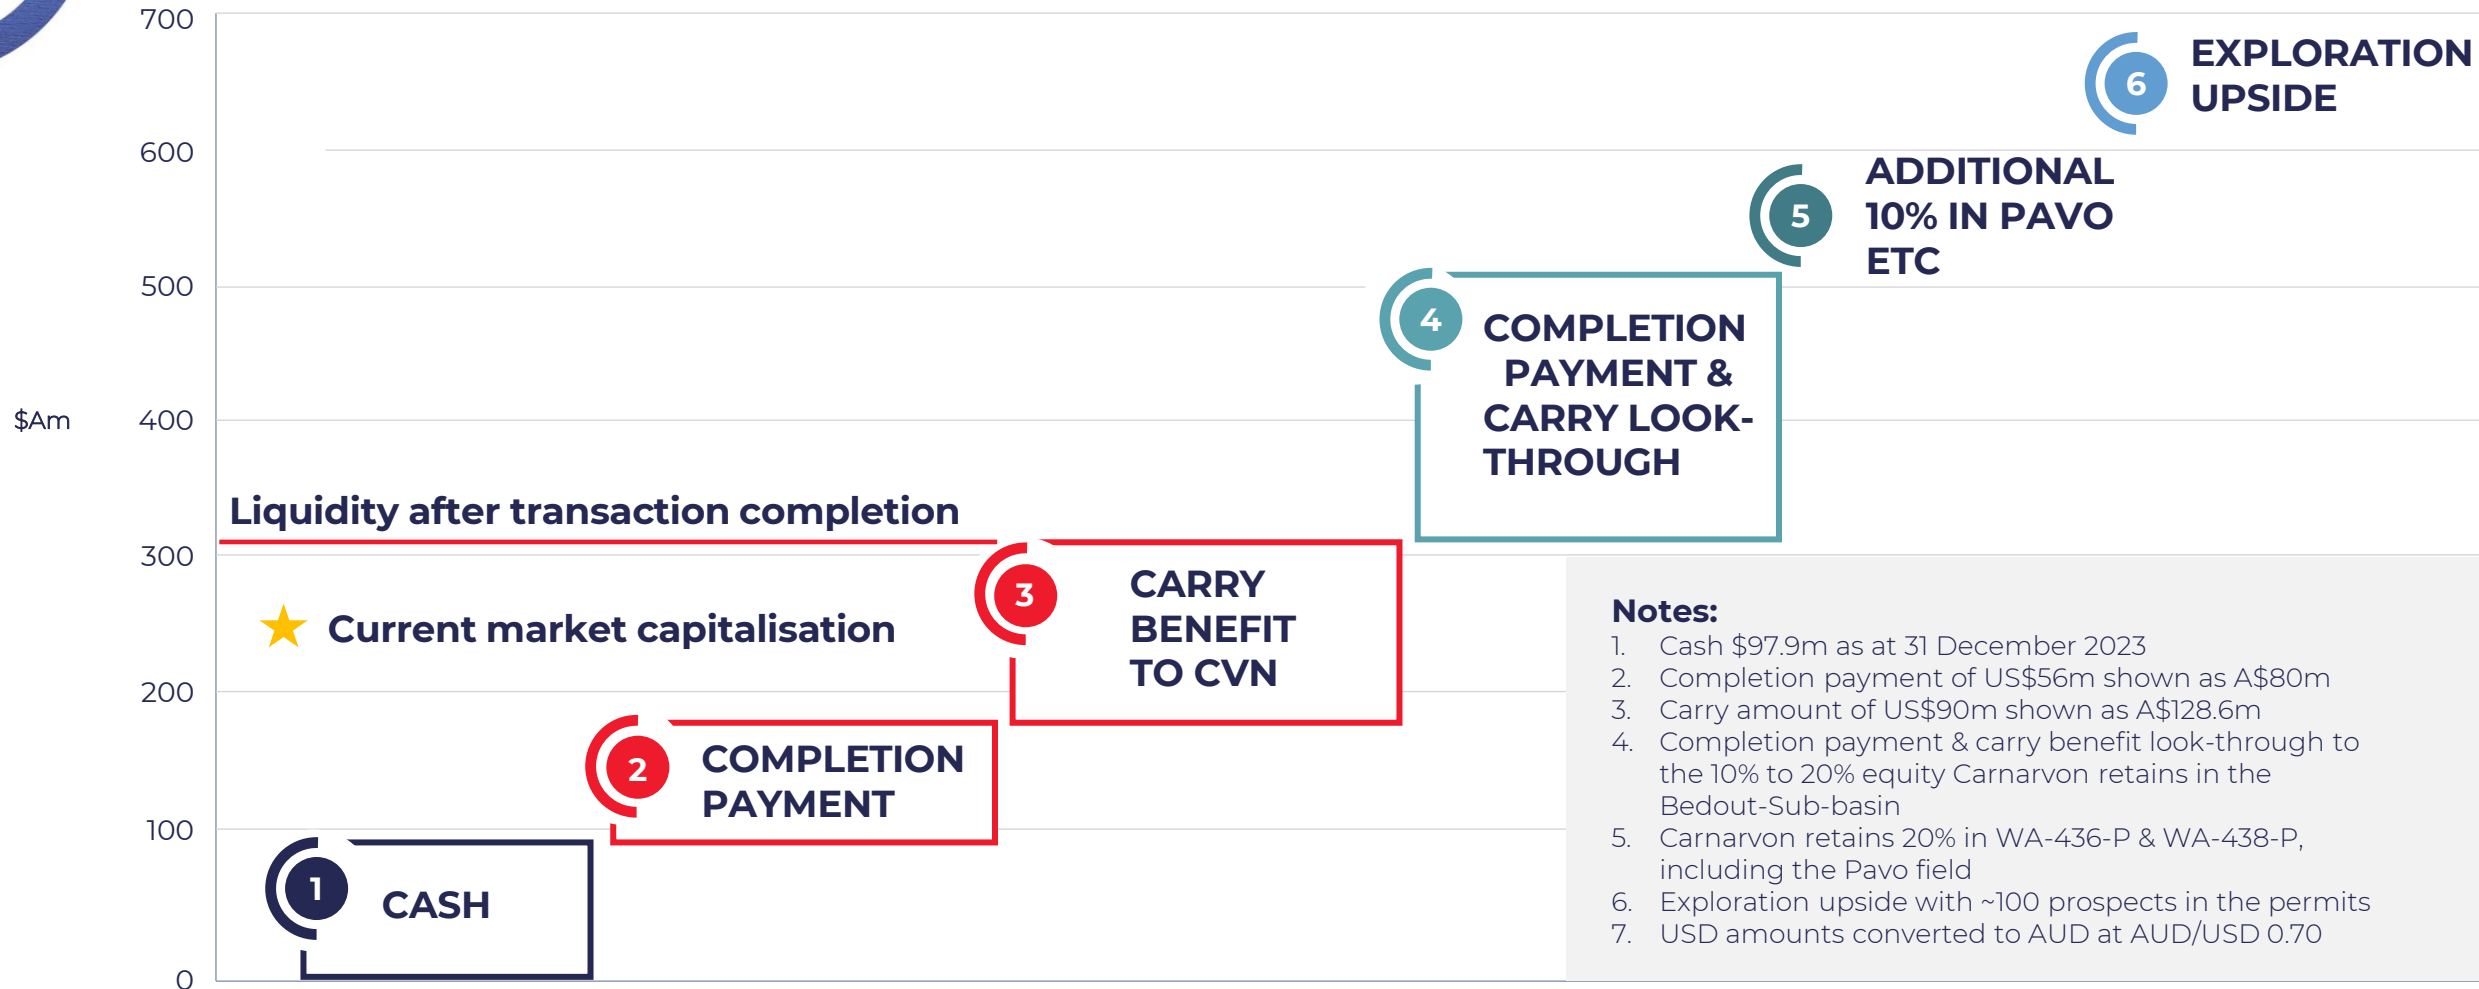 700
600
500
400
300
200
100
0
$Am
6
EXPLORATION
UPSIDE
5
ADDITIONAL
10% IN PAVO
ETC
4
COMPLETION
PAYMENT &
CARRY LOOK-
THROUGH
Liquidity after transaction completion
Current market capitalisation
3
CARRY
BENEFIT
TO CVN
2
COMPLETION
PAYMENT
1
CASH
Notes:
1. Cash $97.9m as at 31 December 2023
2. Completion payment of US$56m shown as A$80m
3. Carry amount of US$90m shown as A$128.6m
4. Completion payment & carry benefit look-through to
the 10% to 20% equity Carnarvon retains in the
Bedout-Sub-basin
5. Carnarvon retains 20% in WA-436-P & WA-438-P,
including the Pavo field
6. Exploration upside with ~100 prospects in the permits
7. USD amounts converted to AUD at AUD/USD 0.70